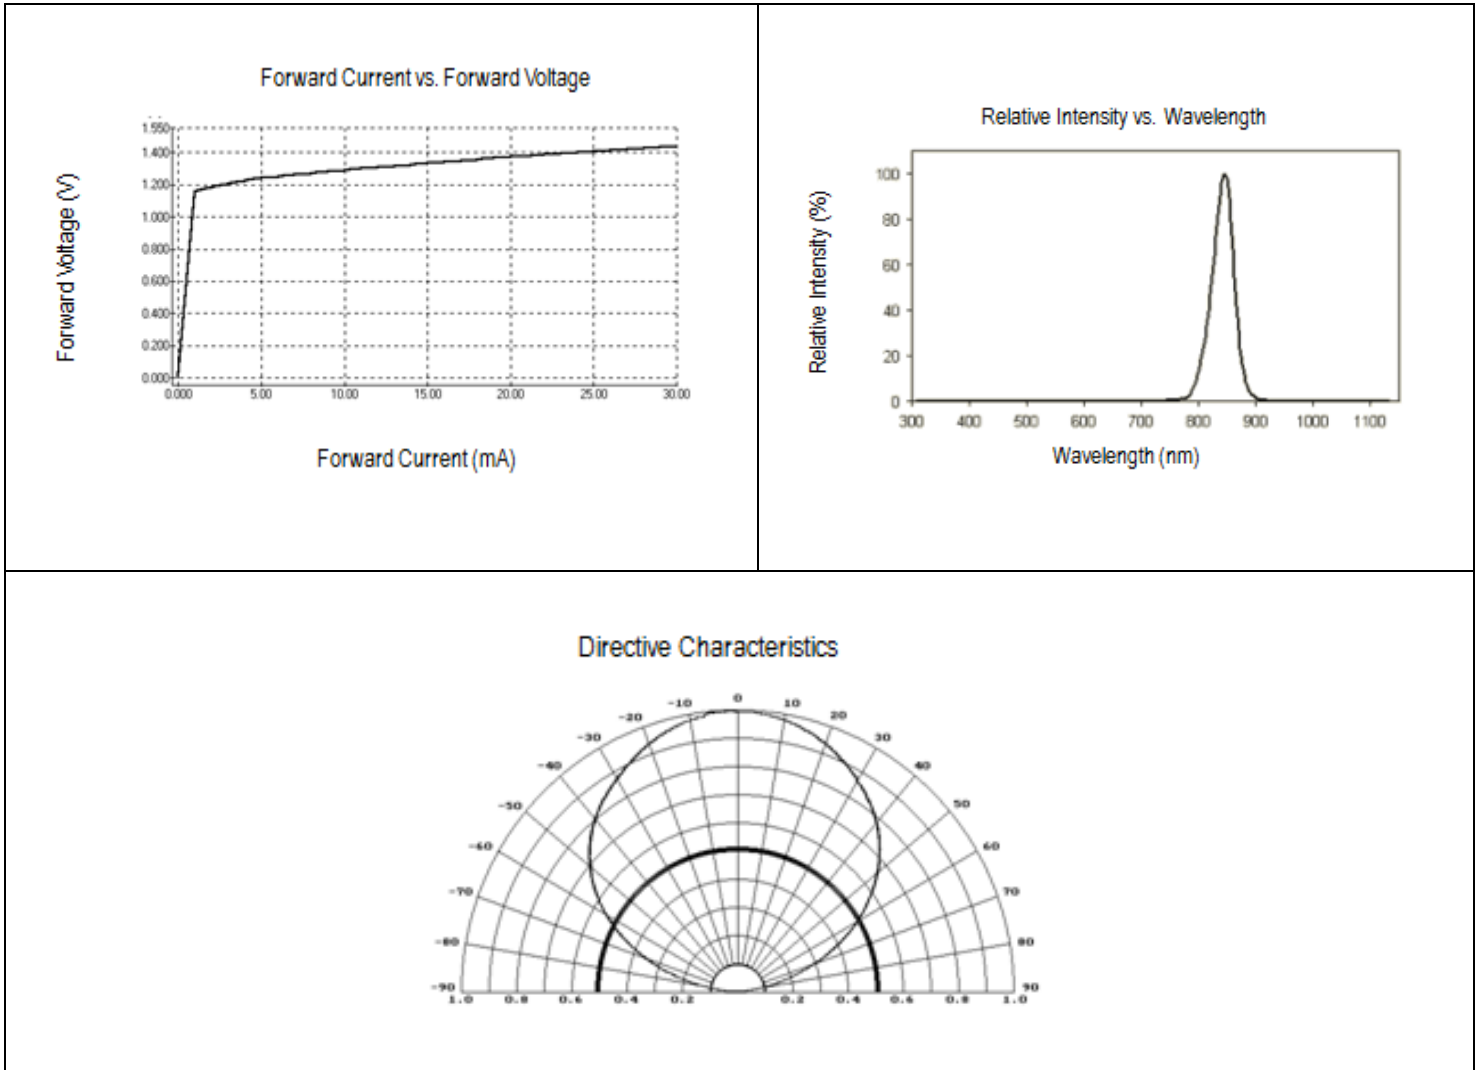 Forward Current vs. Forward Voltage
1.550
1.400
1.200
1.000
0.800
0.600
0.400
0.200
0.000
0.000 5.00 10.00 15.00 20.00 25.00 30.00
Forward Voltage (V)
Forward Current (mA)
Relative Intensity vs. Wavelength
100
80
60
40
20
0
300 400 500 600 700 800 900 1000 1100
Relative Intensity (%)
Wavelength (nm)
Directive Characteristics
-10 0 10
-20 20
-30 30
-40 40
-50 50
-60 60
-70 70
-80 80
-90 90
1.0 0.8 0.6 0.4 0.2 0.2 0.4 0.6 0.8 1.0